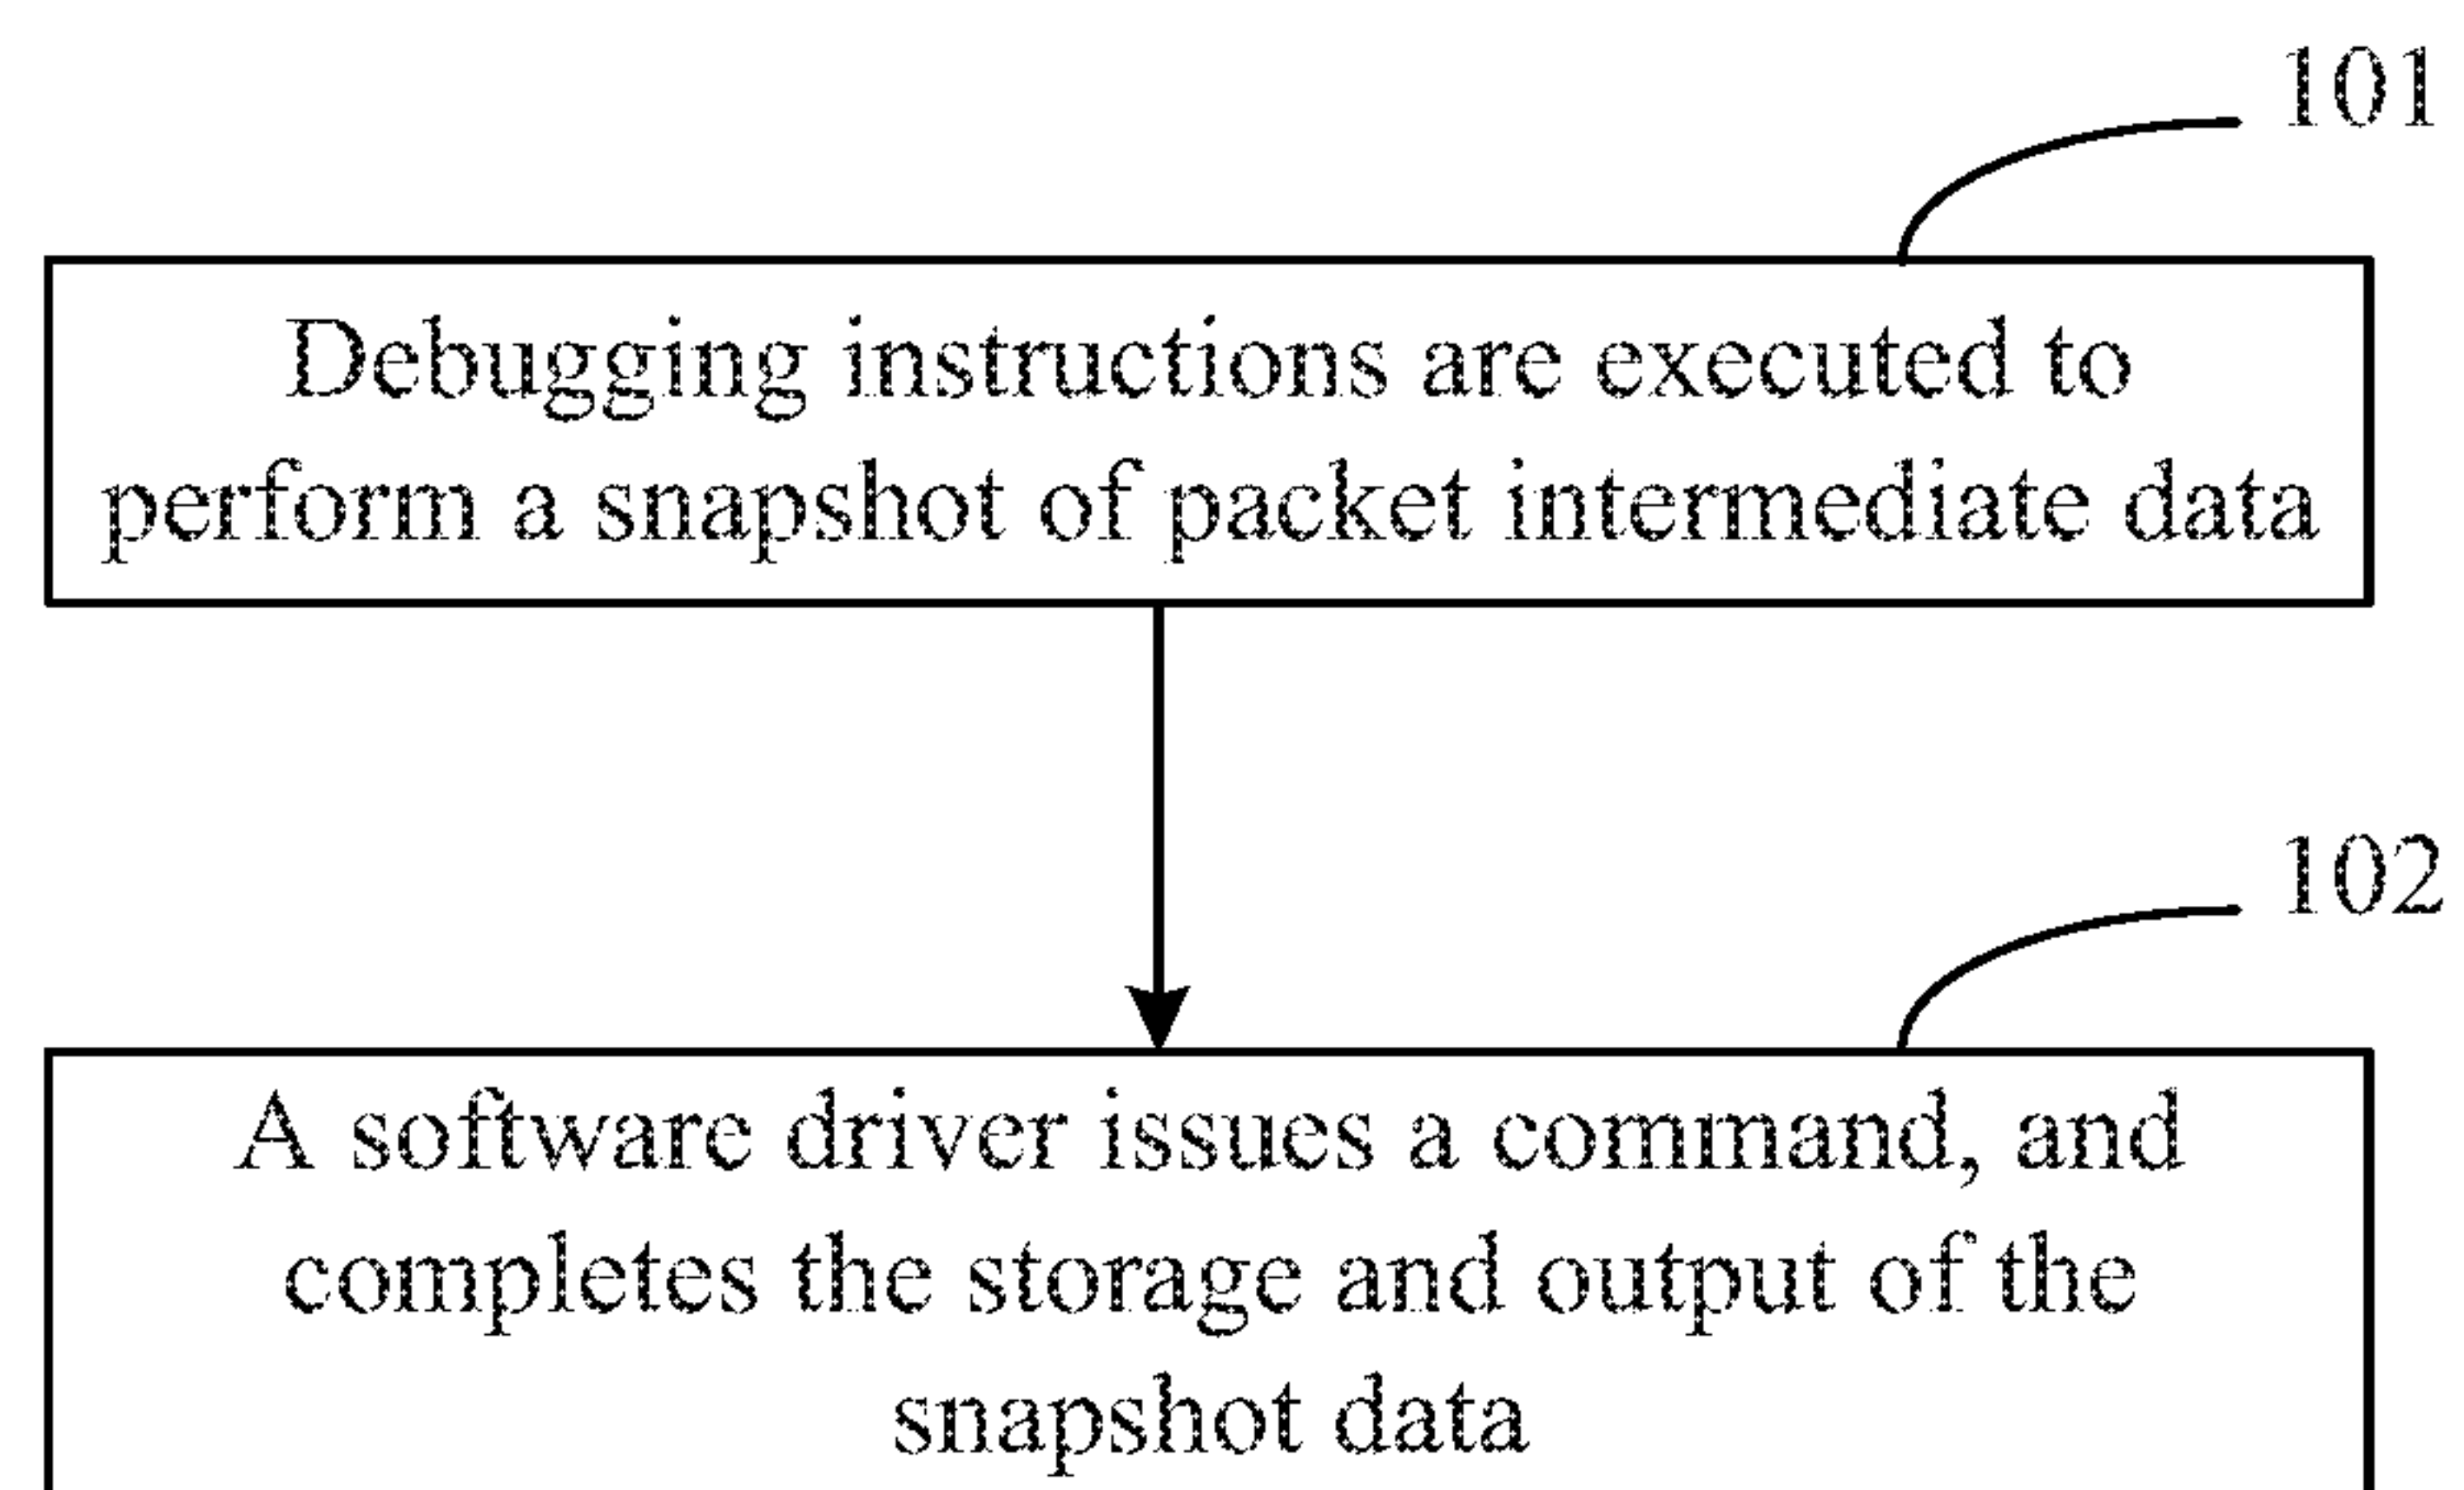 101
Debugging instructions are executed to
perform a snapshot of packet intermediate data
102
A software driver issues a command, and
completes the storage and output of the
snapshot data